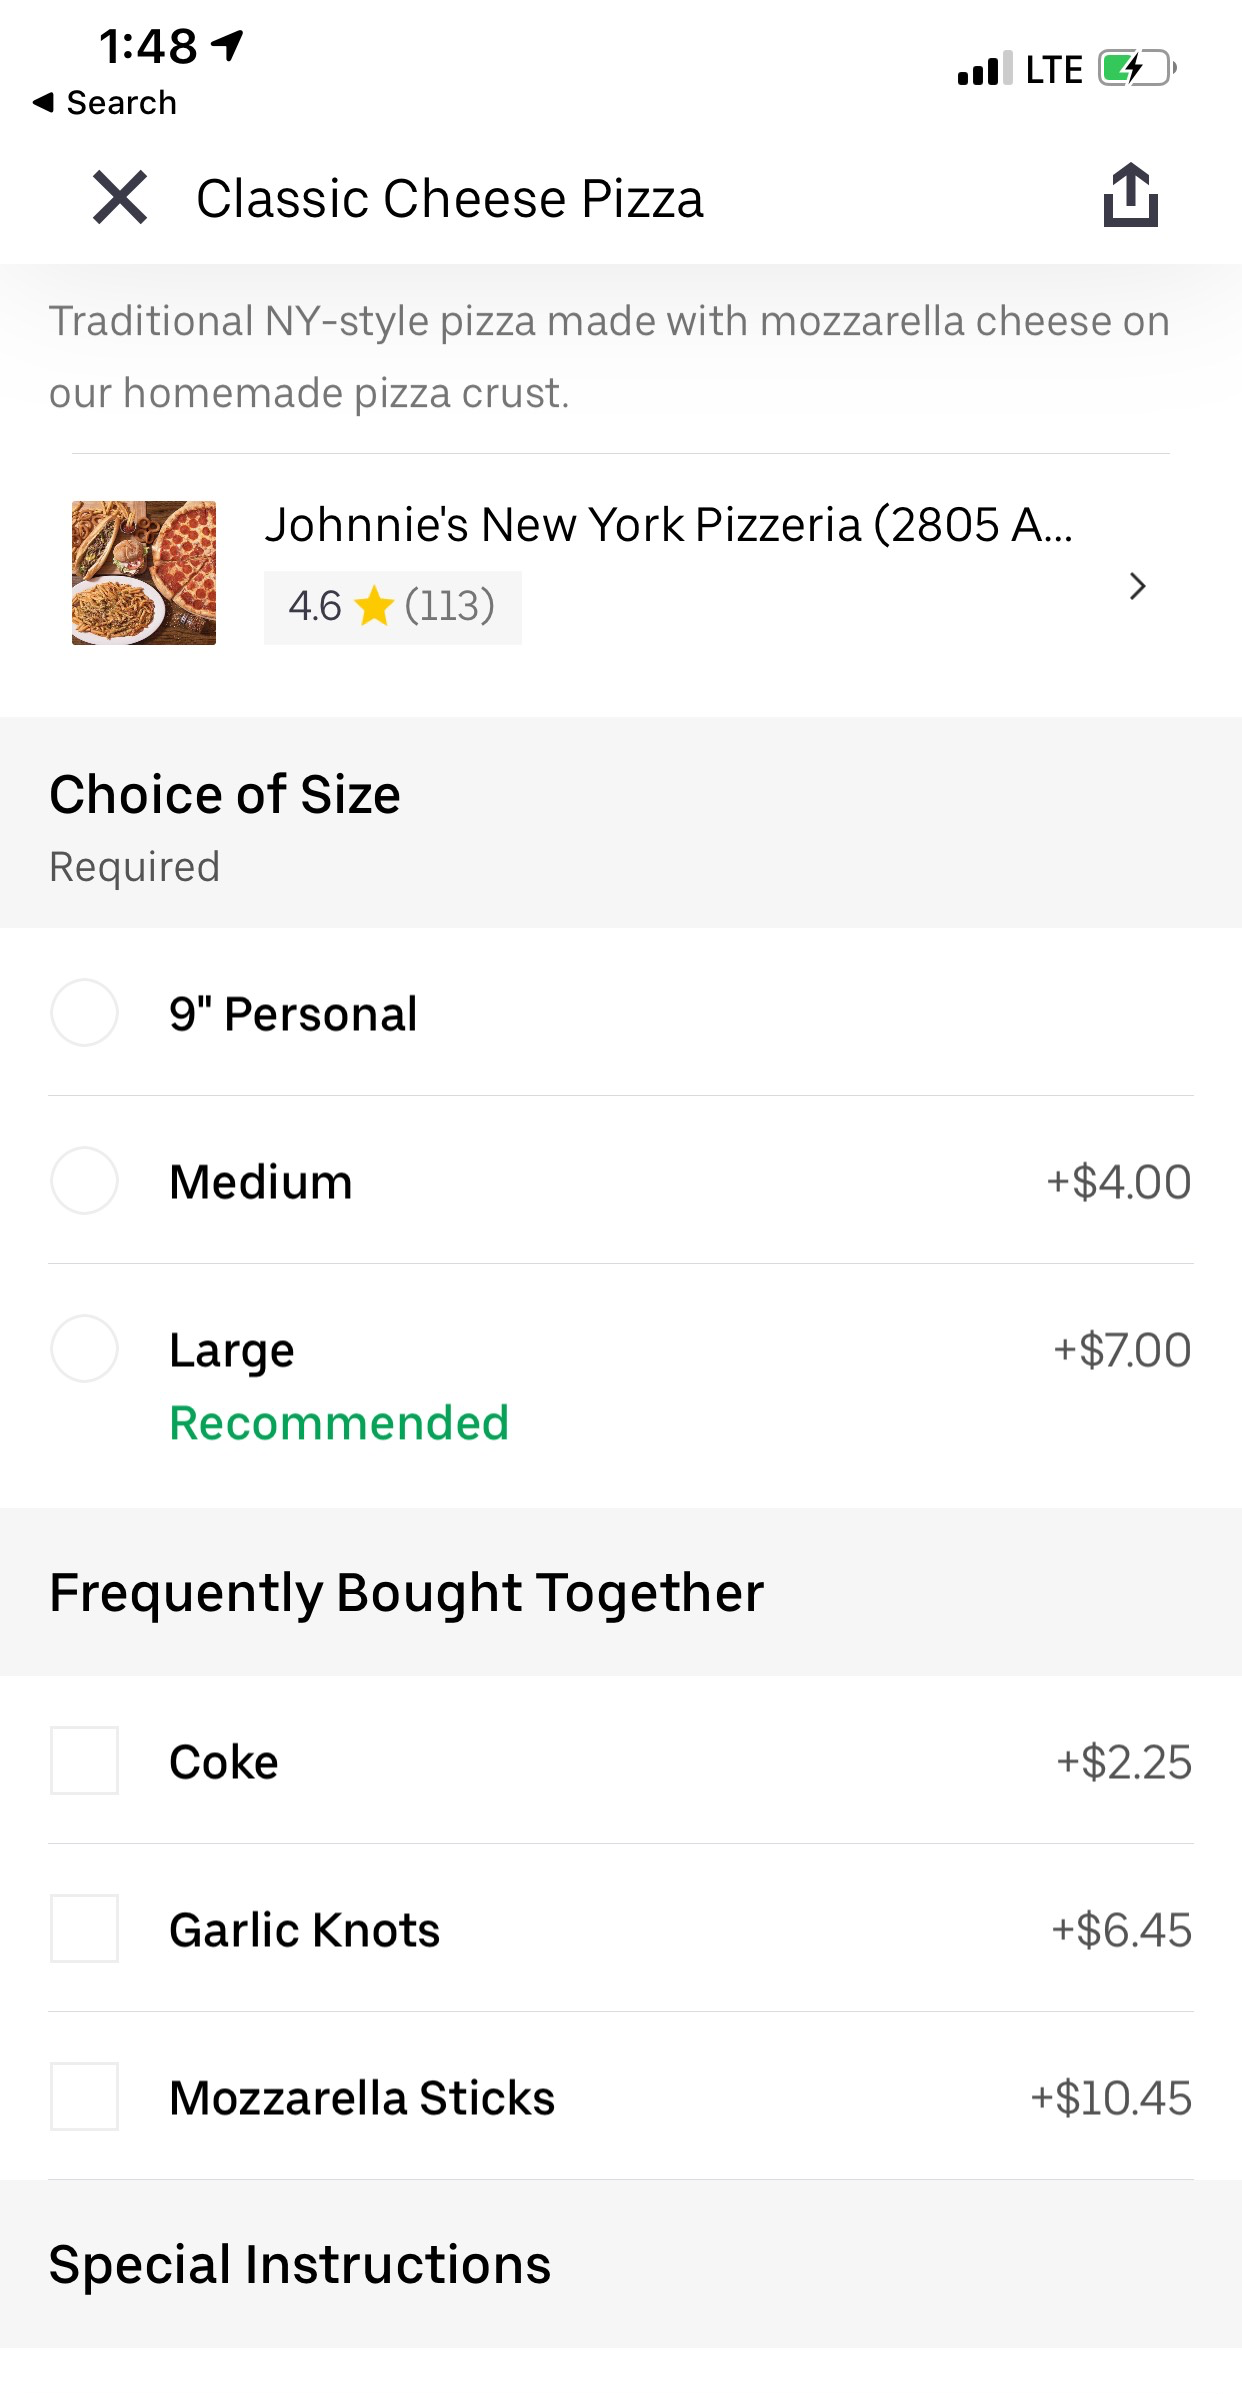 1:48
LTE
Search
Classic Cheese Pizza
Traditional NY-style pizza made with mozzarella cheese on
our homemade pizza crust.
Johnnie's New York Pizzeria (2805 A...
4.6 (113)
Choice of Size
Required
9" Personal
Medium +$4.00
Large +$7.00
Recommended
Frequently Bought Together
Coke +$2.25
Garlic Knots +$6.45
Mozzarella Sticks +$10.45
Special Instructions